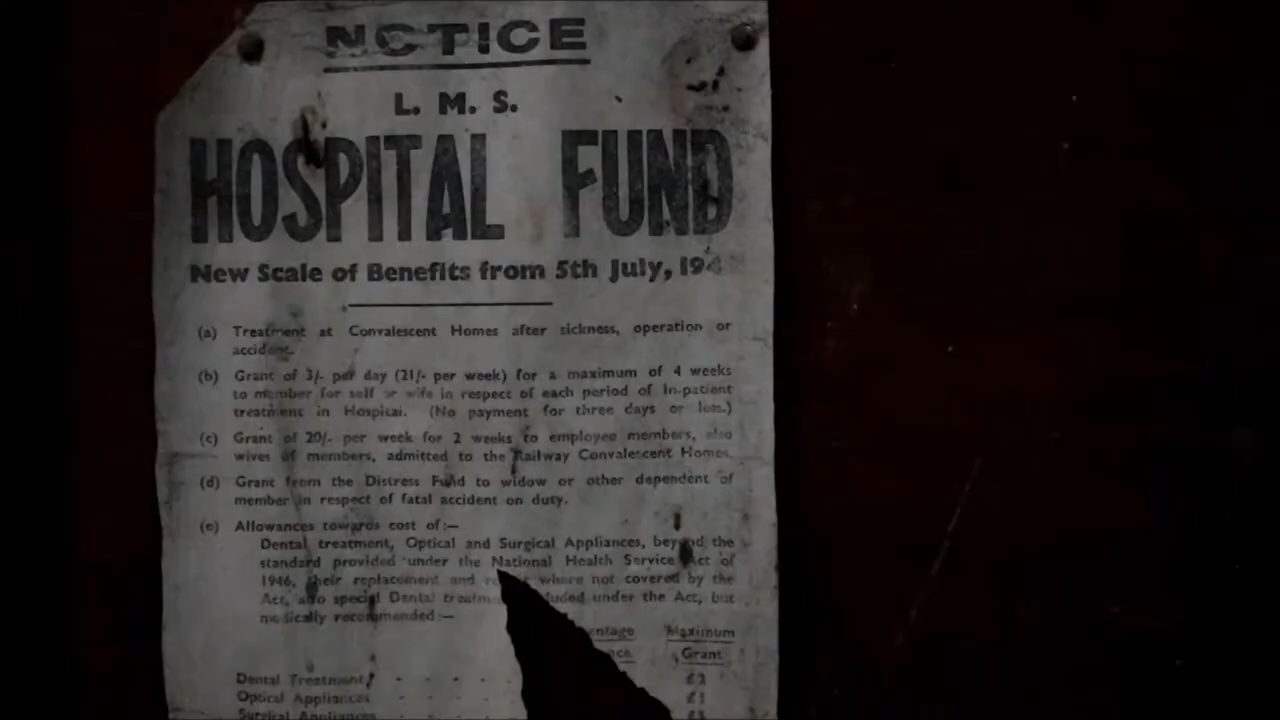 NOTICE
L. M. S.
HOSPITAL FUND
New Scale of Benefits from 5th July, 194
(a) Treatment at Convalescent Homes after sickness, operation or
accident.
(b) Grant of 3/- per day (21/- per week) for a maximum of 4 weeks
to member for self or wife in respect of each period of In-patient
treatment in Hospital. (No payment for three days or less.)
(c) Grant of 20/- per week for 2 weeks to employee members, also
wives of members, admitted to the Railway Convalescent Homes.
(d) Grant from the Distress Fund to widow or other dependent of
member in respect of fatal accident on duty.
(e) Allowances towards cost of:—
Dental treatment, Optical and Surgical Appliances, beyond the
standard provided under the National Health Service Act of
1946, their replacement and where not covered by the
Act, also special Dental under the Act, but
medically recommended:—
Maximum
Grant
Dental Treatment - - - £2
Optical Appliances - - - £1
Surgical Appliances